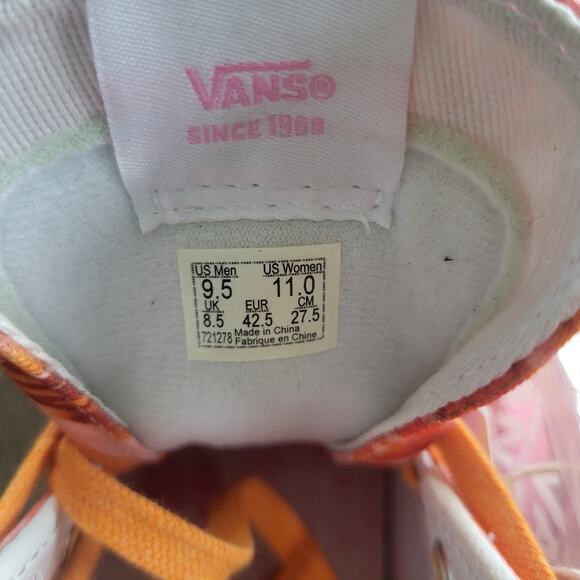 VANS®
SINCE 1966
US Men US Women
9.5 11.0
UK EUR CM
8.5 42.5 27.5
721278 Made in China
Fabrique en Chine